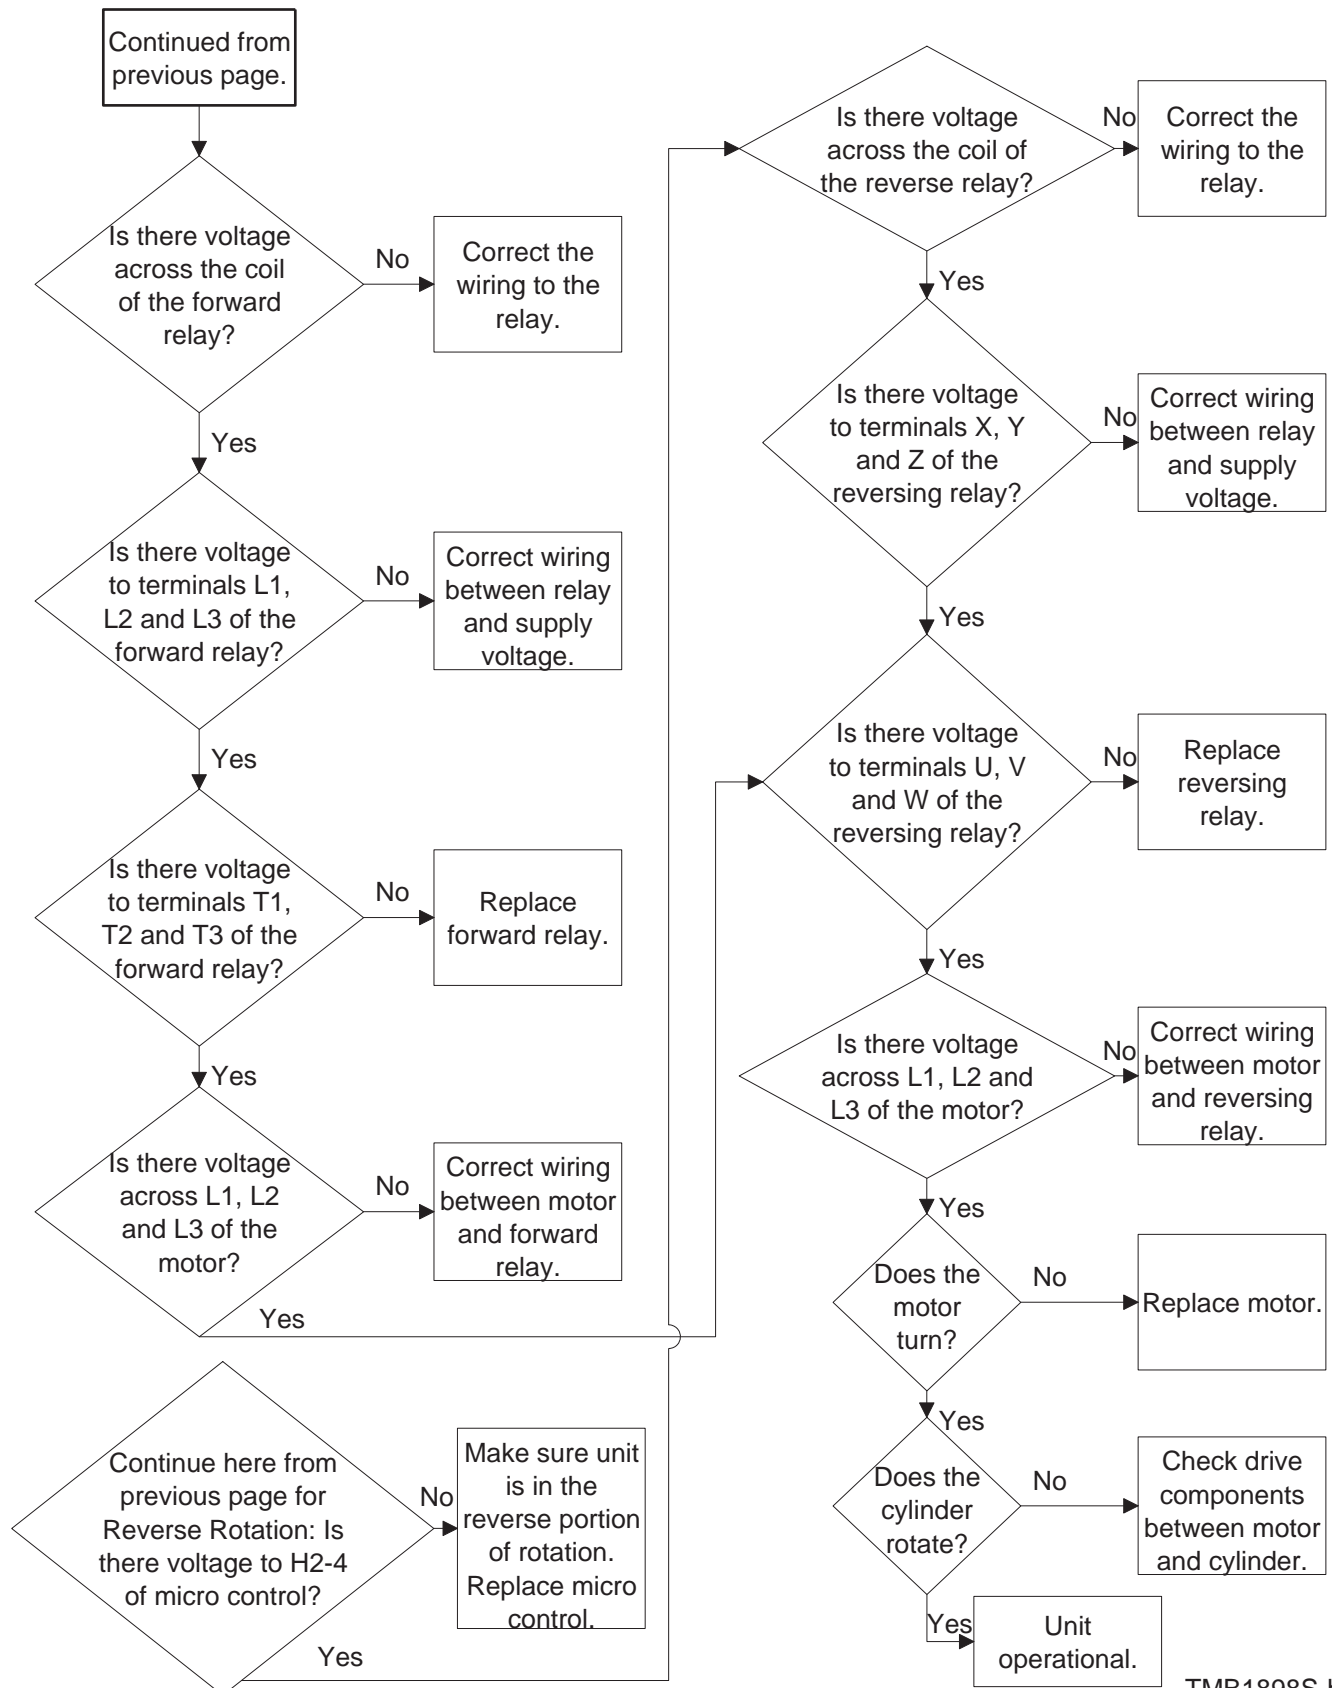 Continued from
previous page.
Is there voltage
across the coil
of the forward
relay?
No
Correct the
wiring to the
relay.
Yes
Is there voltage
to terminals L1,
L2 and L3 of the
forward relay?
No
Correct wiring
between relay
and supply
voltage.
Yes
Is there voltage
to terminals T1,
T2 and T3 of the
forward relay?
No
Replace
forward relay.
Yes
Is there voltage
across L1, L2
and L3 of the
motor?
No
Correct wiring
between motor
and forward
relay.
Yes
Continue here from
previous page for
Reverse Rotation: Is
there voltage to H2-4
of micro control?
No
Make sure unit
is in the
reverse portion
of rotation.
Replace micro
control.
Yes
Is there voltage
across the coil of
the reverse relay?
No
Correct the
wiring to the
relay.
Yes
Is there voltage
to terminals X, Y
and Z of the
reversing relay?
No
Correct wiring
between relay
and supply
voltage.
Yes
Is there voltage
to terminals U, V
and W of the
reversing relay?
No
Replace
reversing
relay.
Yes
Is there voltage
across L1, L2 and
L3 of the motor?
No
Correct wiring
between motor
and reversing
relay.
Yes
Does the
motor
turn?
No
Replace motor.
Yes
Does the
cylinder
rotate?
No
Check drive
components
between motor
and cylinder.
Yes
Unit
operational.